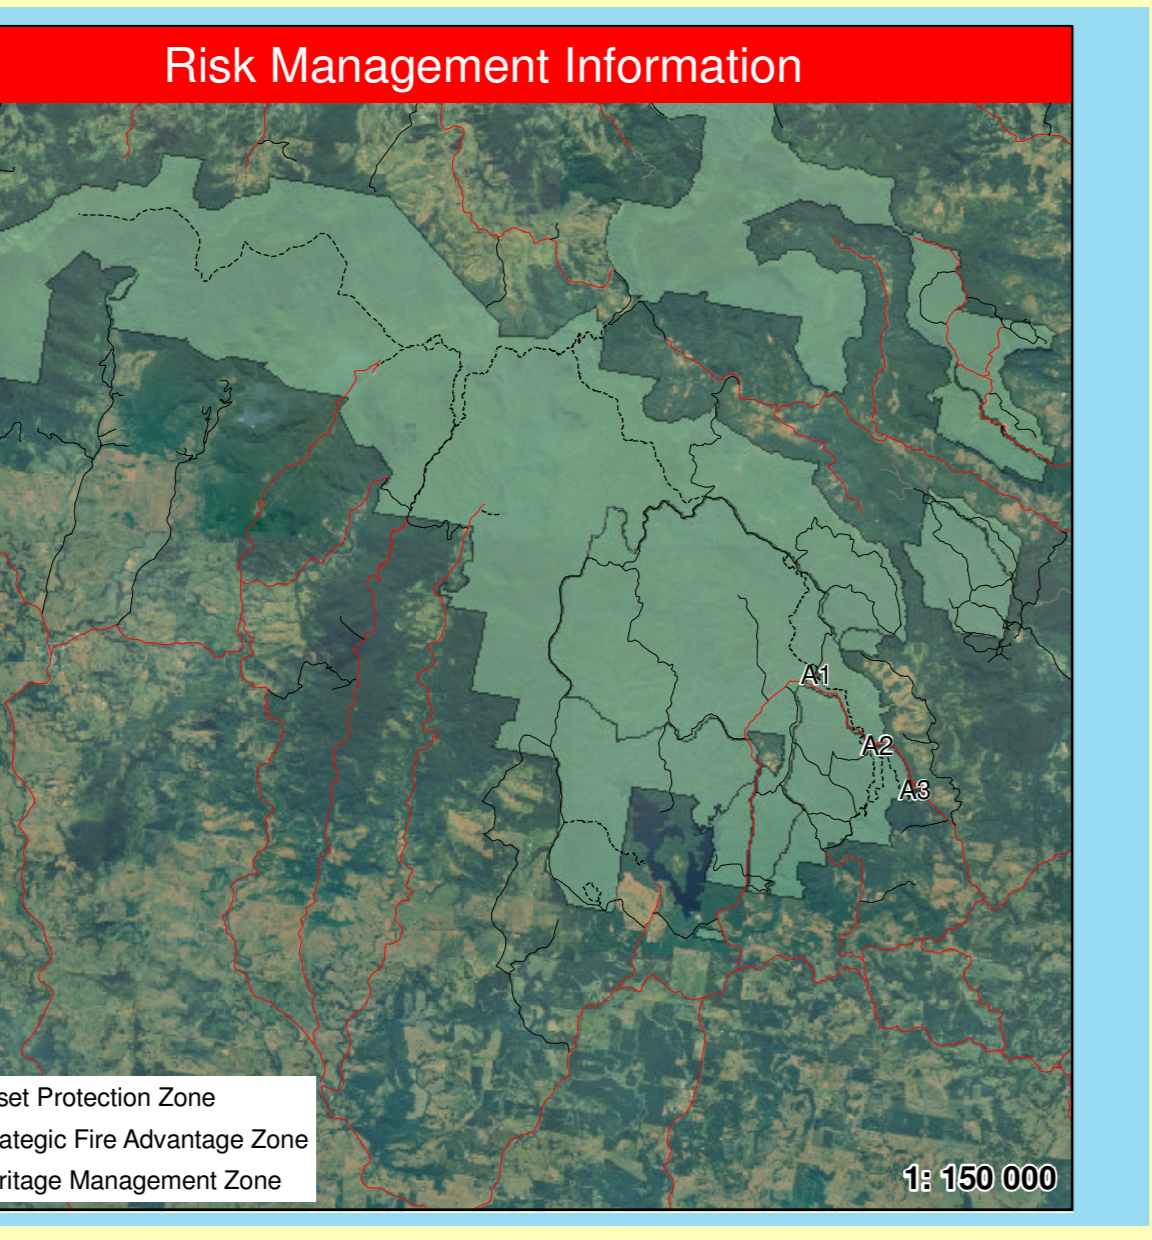 Risk Management Information
A1
A2
A3
set Protection Zone
ategic Fire Advantage Zone
ritage Management Zone
1: 150 000